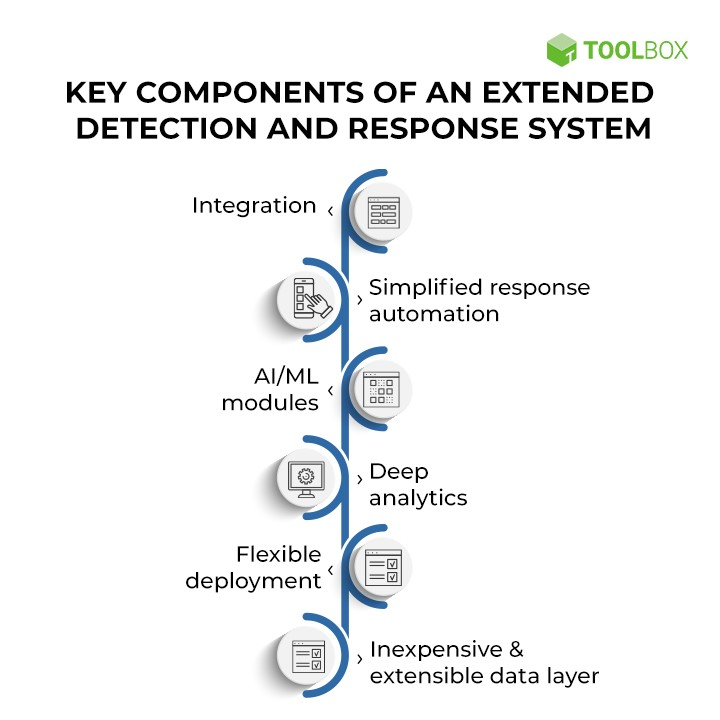 TOOLBOX
KEY COMPONENTS OF AN EXTENDED
DETECTION AND RESPONSE SYSTEM
Integration
Simplified response
automation
AI/ML
modules
Deep
analytics
Flexible
deployment
Inexpensive &
extensible data layer